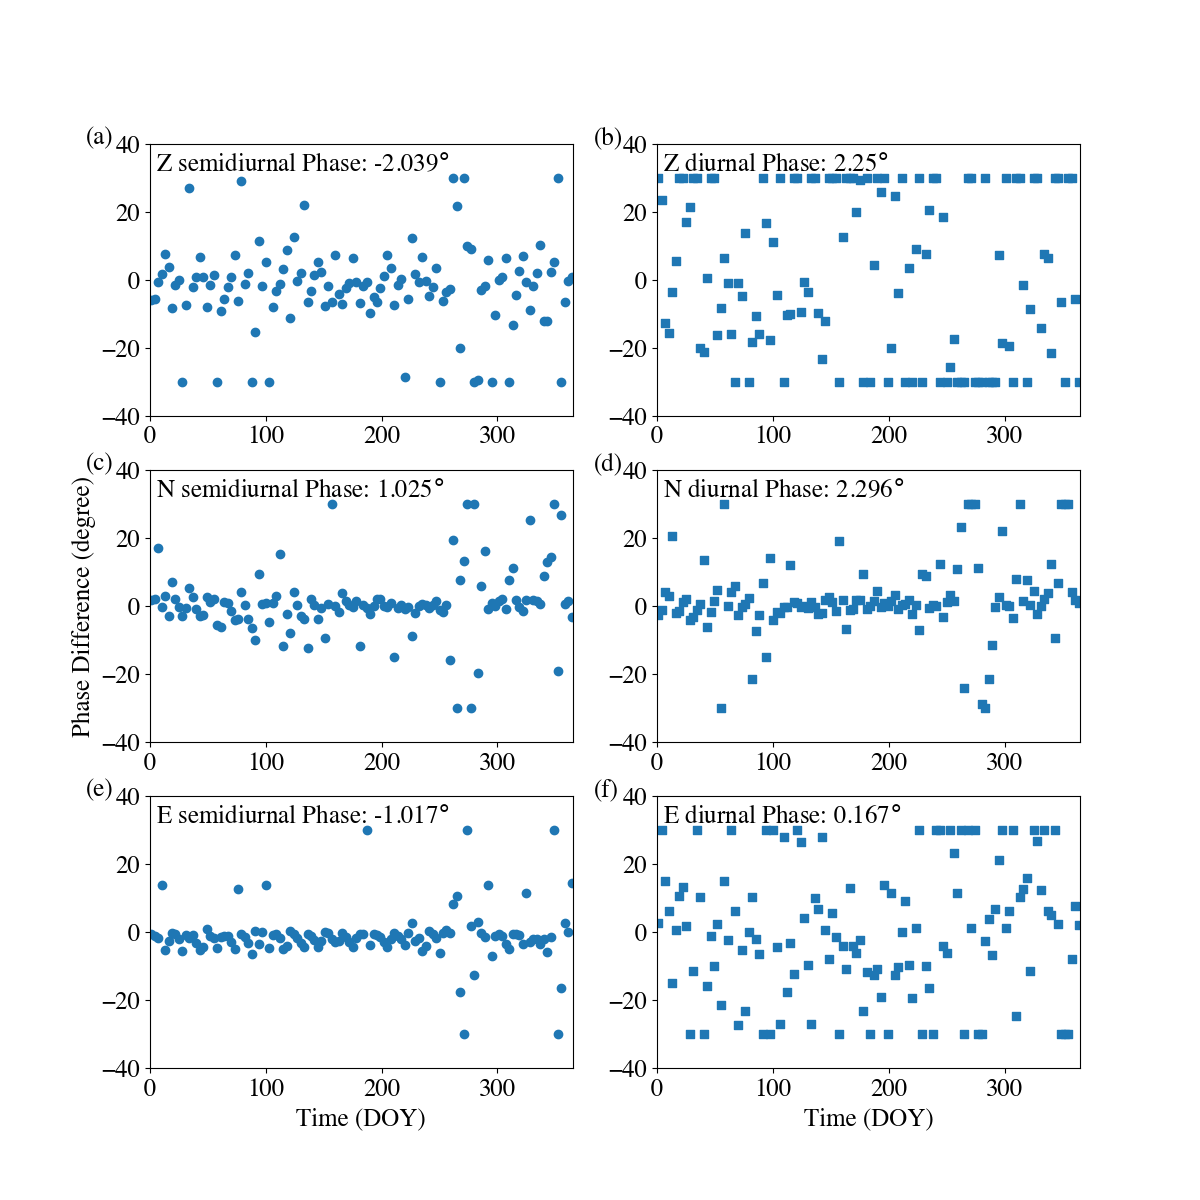 (a)
Z semidiurnal Phase: -2.039°
40
20
0
−20
−40
0 100 200 300
(b)
Z diurnal Phase: 2.25°
40
20
0
−20
−40
0 100 200 300
Phase Difference (degree)
(c)
N semidiurnal Phase: 1.025°
40
20
0
−20
−40
0 100 200 300
(d)
N diurnal Phase: 2.296°
40
20
0
−20
−40
0 100 200 300
(e)
E semidiurnal Phase: -1.017°
40
20
0
−20
−40
0 100 200 300
Time (DOY)
(f)
E diurnal Phase: 0.167°
40
20
0
−20
−40
0 100 200 300
Time (DOY)